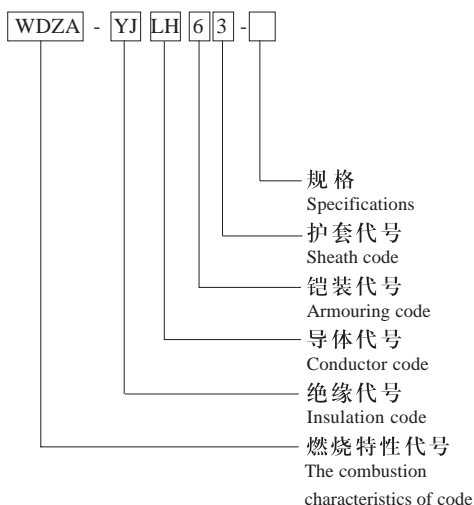 WDZA - YJ LH 6 3 -
规格
Specifications
护套代号
Sheath code
铠装代号
Armouring code
导体代号
Conductor code
绝缘代号
Insulation code
燃烧特性代号
The combustion
characteristics of code